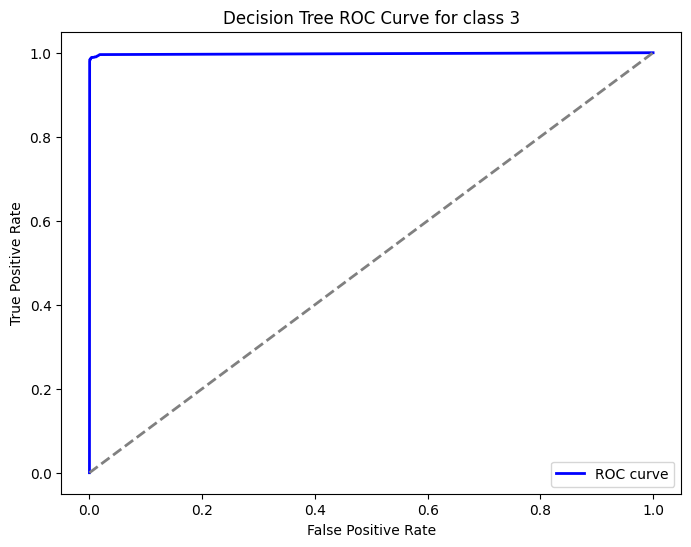 Decision Tree ROC Curve for class 3
True Positive Rate
1.0
0.8
0.6
0.4
0.2
0.0
ROC curve
0.0 0.2 0.4 0.6 0.8 1.0
False Positive Rate